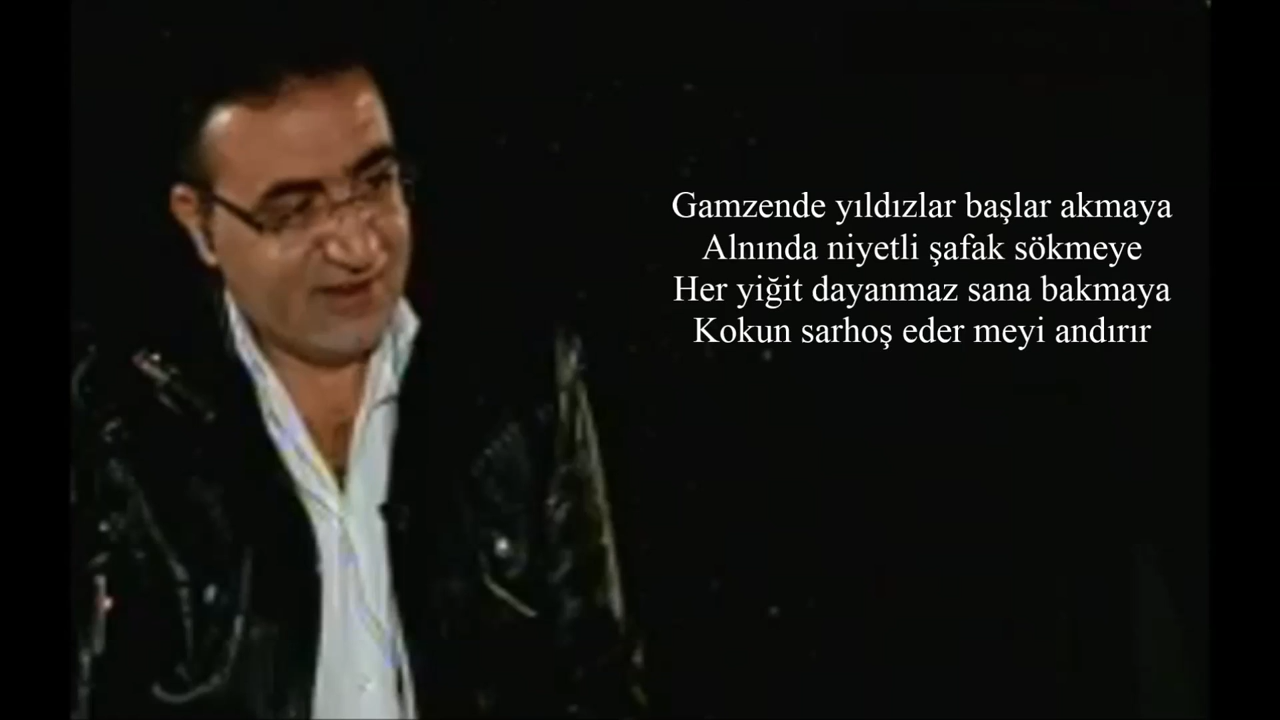 Gamzende yıldızlar başlar akmaya
Alnında niyetli şafak sökmeye
Her yiğit dayanmaz sana bakmaya
Kokun sarhoş eder meyi andırır